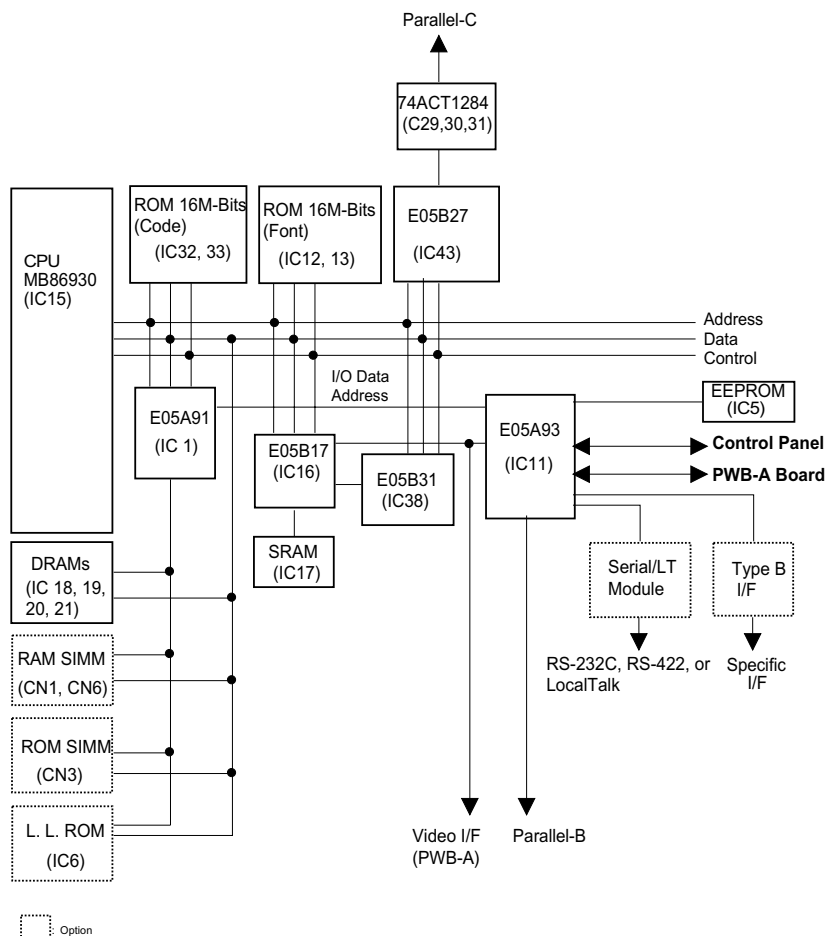 Parallel-C
74ACT1284
(C29,30,31)
ROM 16M-Bits
(Code)
(IC32, 33)
ROM 16M-Bits
(Font)
(IC12, 13)
E05B27
(IC43)
CPU
MB86930
(IC15)
Address
Data
Control
I/O Data
Address
EEPROM
(IC5)
E05A91
(IC 1)
E05A93
(IC11)
Control Panel
PWB-A Board
E05B17
(IC16)
E05B31
(IC38)
SRAM
(IC17)
DRAMs
(IC 18, 19,
20, 21)
Serial/LT
Module
Type B
I/F
RAM SIMM
(CN1, CN6)
RS-232C, RS-422, or
LocalTalk
Specific
I/F
ROM SIMM
(CN3)
L. L. ROM
(IC6)
Video I/F
(PWB-A)
Parallel-B
: Option